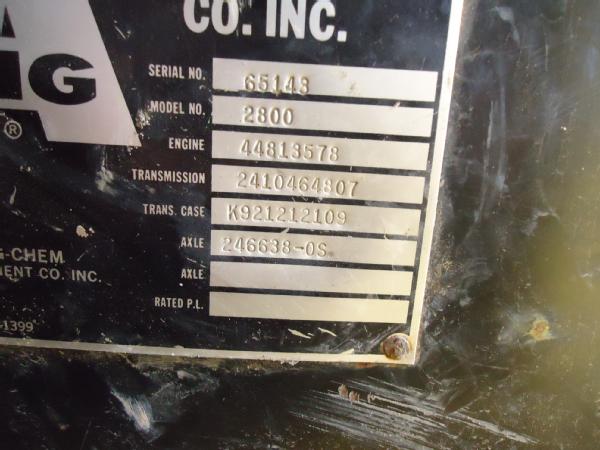 CO. INC.
®
SERIAL NO. 65143
MODEL NO. 2800
ENGINE 44813578
TRANSMISSION 2410464807
TRANS. CASE K921212109
AXLE 246638-0S
AXLE
RATED P.L.
G-CHEM
MENT CO. INC.
-1399